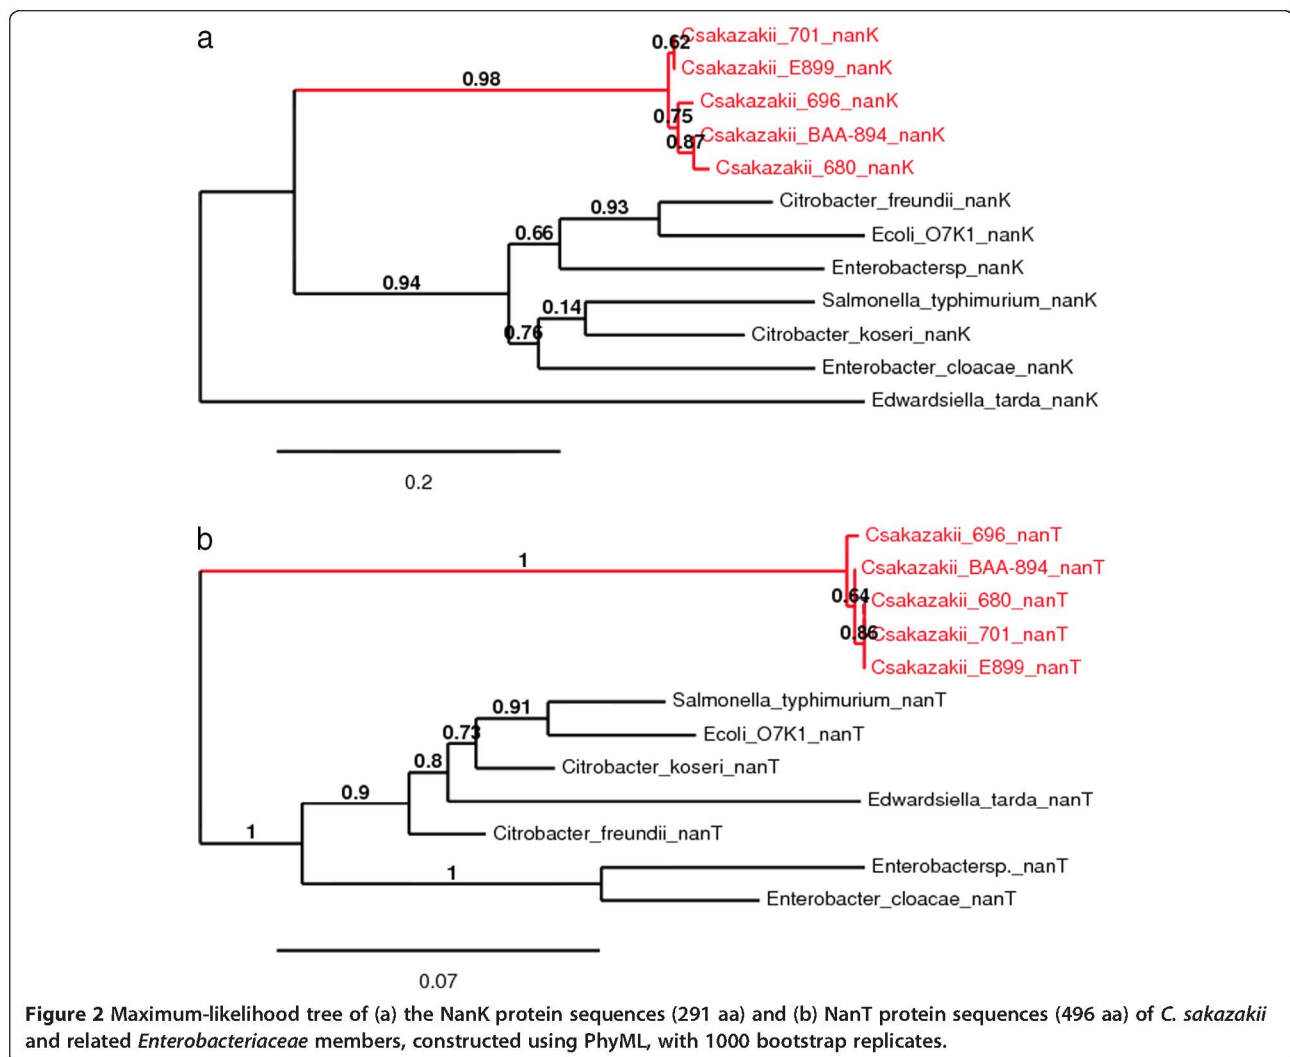 a
0.62
Csakazakii_701_nanK
Csakazakii_E899_nanK
0.98
Csakazakii_696_nanK
0.75
Csakazakii_BAA-894_nanK
0.87
Csakazakii_680_nanK
Citrobacter_freundii_nanK
0.93
0.66
Ecoli_O7K1_nanK
Enterobactersp_nanK
0.94
Salmonella_typhimurium_nanK
0.14
0.76
Citrobacter_koseri_nanK
Enterobacter_cloacae_nanK
Edwardsiella_tarda_nanK
0.2
b
Csakazakii_696_nanT
1
Csakazakii_BAA-894_nanT
0.64
Csakazakii_680_nanT
0.86
Csakazakii_701_nanT
Csakazakii_E899_nanT
Salmonella_typhimurium_nanT
0.91
0.73
Ecoli_O7K1_nanT
0.8
Citrobacter_koseri_nanT
0.9
Edwardsiella_tarda_nanT
1
Citrobacter_freundii_nanT
Enterobactersp._nanT
1
Enterobacter_cloacae_nanT
0.07
Figure 2 Maximum-likelihood tree of (a) the NanK protein sequences (291 aa) and (b) NanT protein sequences (496 aa) of C. sakazakii
and related Enterobacteriaceae members, constructed using PhyML, with 1000 bootstrap replicates.